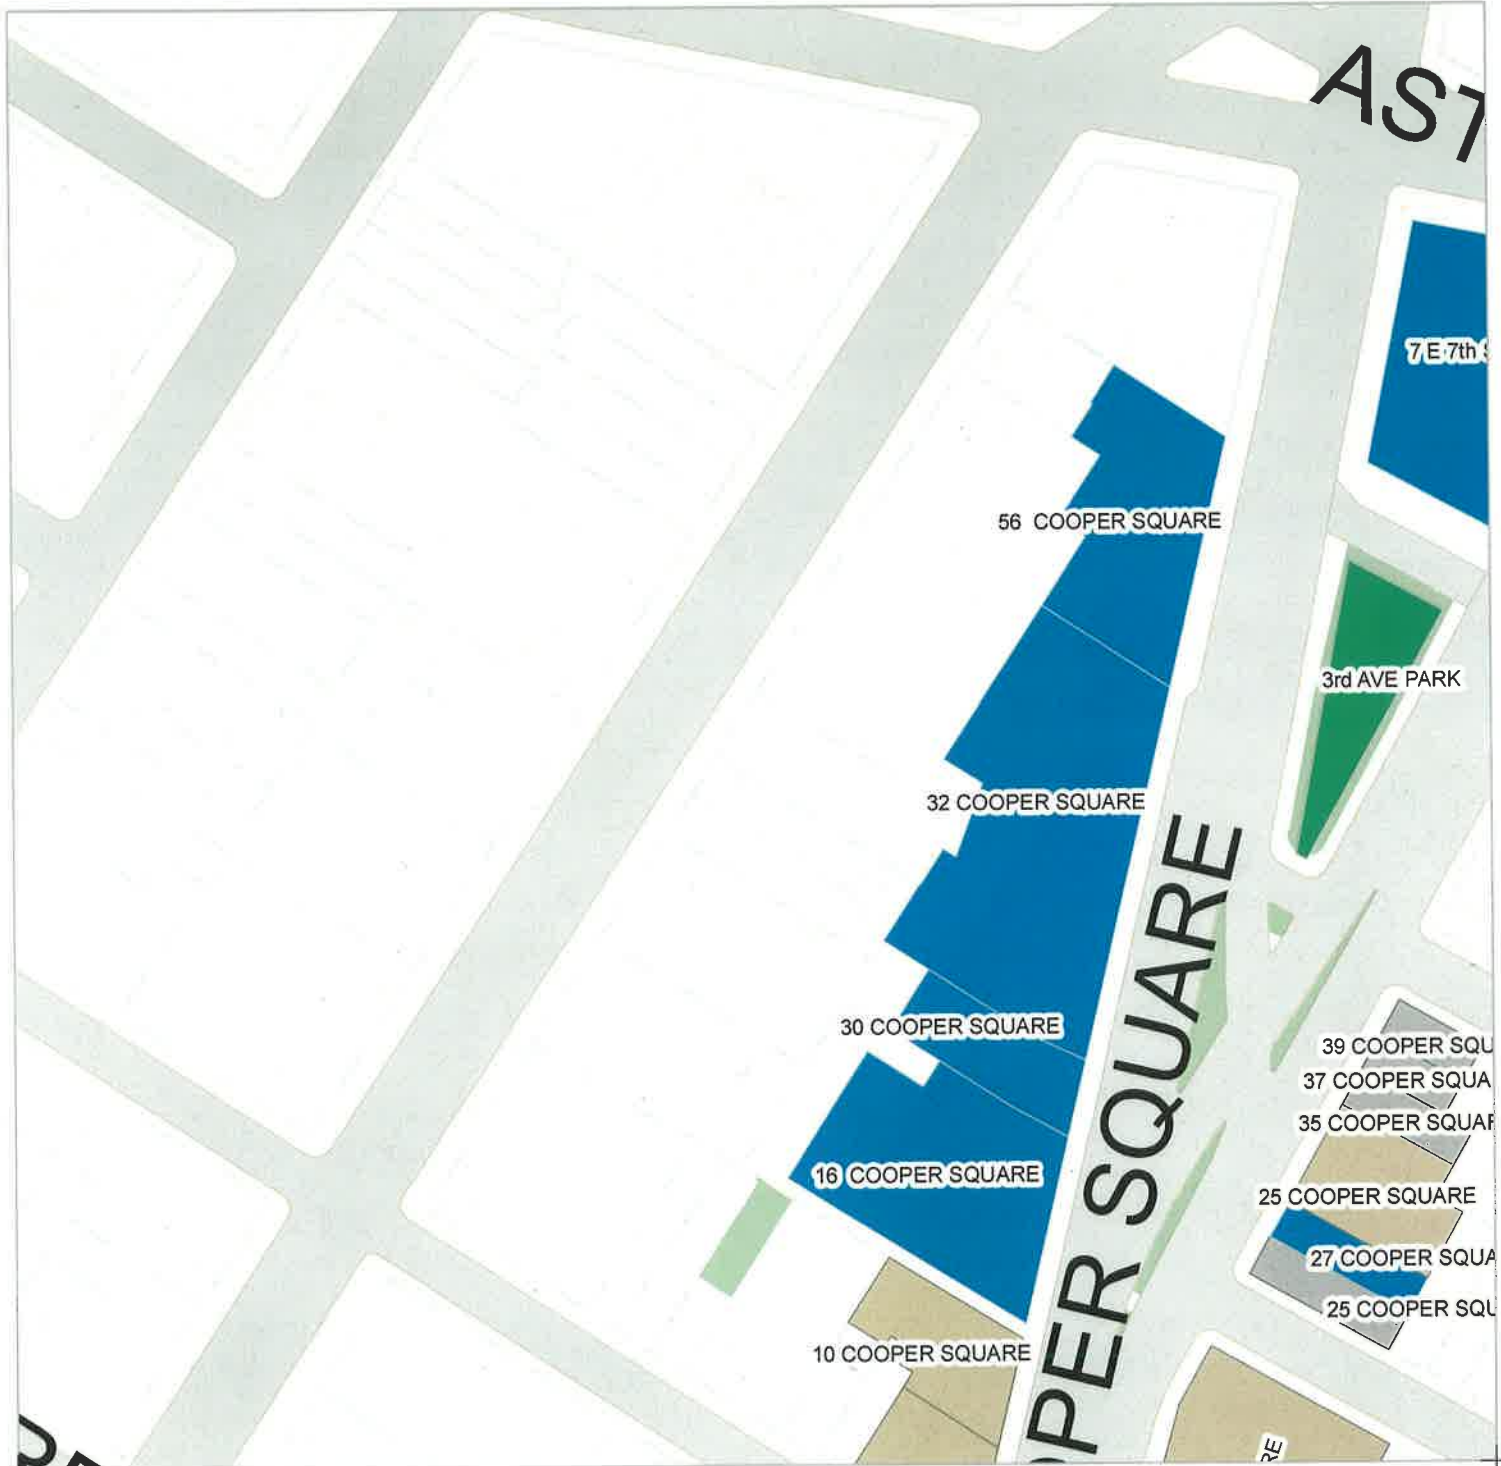 AST
7 E 7th
56 COOPER SQUARE
3rd AVE PARK
32 COOPER SQUARE
30 COOPER SQUARE
39 COOPER SQU
37 COOPER SQUA
35 COOPER SQUAR
16 COOPER SQUARE
25 COOPER SQUARE
27 COOPER SQUA
25 COOPER SQU
10 COOPER SQUARE
PER SQUARE
RE